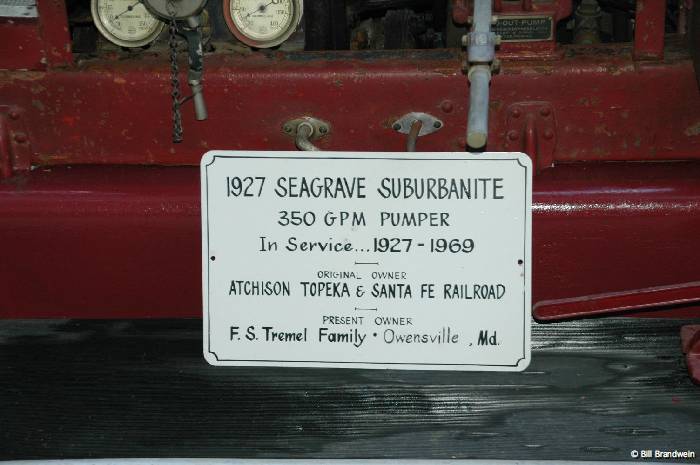 -OUT-PUMP
1927 SEAGRAVE SUBURBANITE
350 GPM PUMPER
In Service...1927-1969
ORIGINAL OWNER
ATCHISON TOPEKA & SANTA FE RAILROAD
PRESENT OWNER
F. S. Tremel Family • Owensville, Md.
© Bill Brandwein